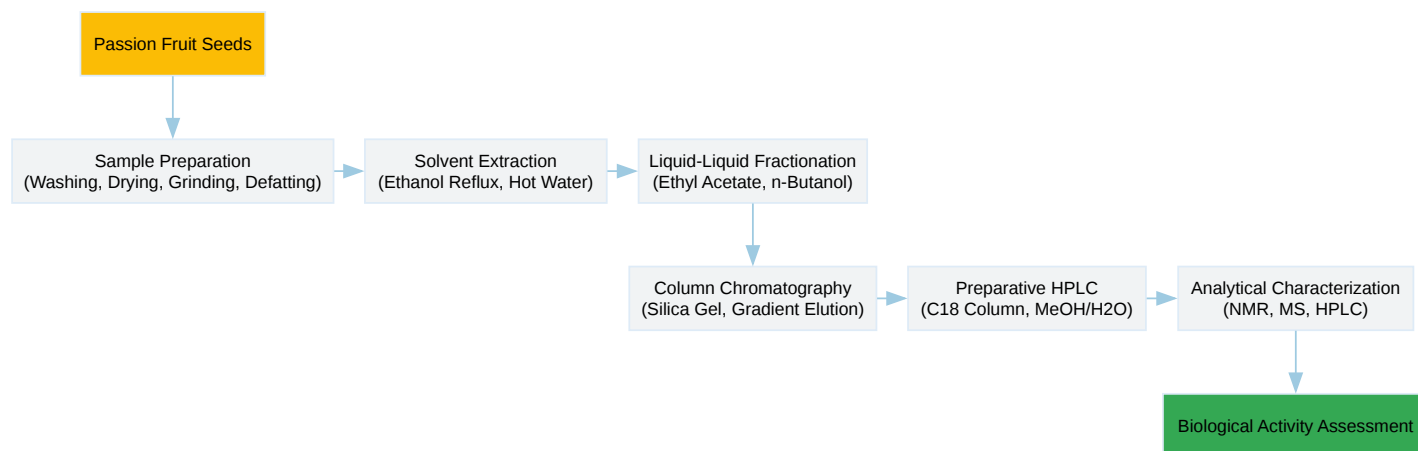 Passion Fruit Seeds
Sample Preparation
(Washing, Drying, Grinding, Defatting)
Solvent Extraction
(Ethanol Reflux, Hot Water)
Liquid-Liquid Fractionation
(Ethyl Acetate, n-Butanol)
Column Chromatography
(Silica Gel, Gradient Elution)
Preparative HPLC
(C18 Column, MeOH/H2O)
Analytical Characterization
(NMR, MS, HPLC)
Biological Activity Assessment